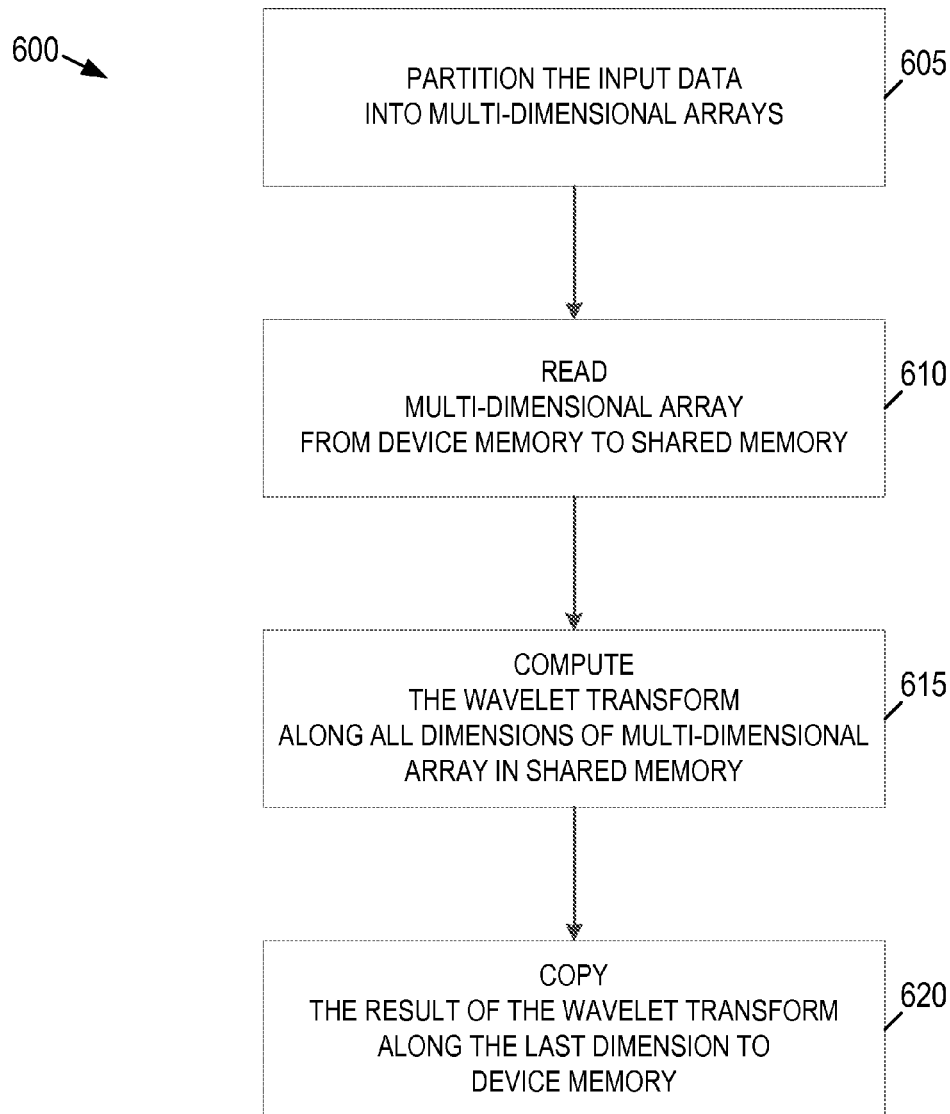 600
PARTITION THE INPUT DATA
INTO MULTI-DIMENSIONAL ARRAYS
605
READ
MULTI-DIMENSIONAL ARRAY
FROM DEVICE MEMORY TO SHARED MEMORY
610
COMPUTE
THE WAVELET TRANSFORM
ALONG ALL DIMENSIONS OF MULTI-DIMENSIONAL
ARRAY IN SHARED MEMORY
615
COPY
THE RESULT OF THE WAVELET TRANSFORM
ALONG THE LAST DIMENSION TO
DEVICE MEMORY
620